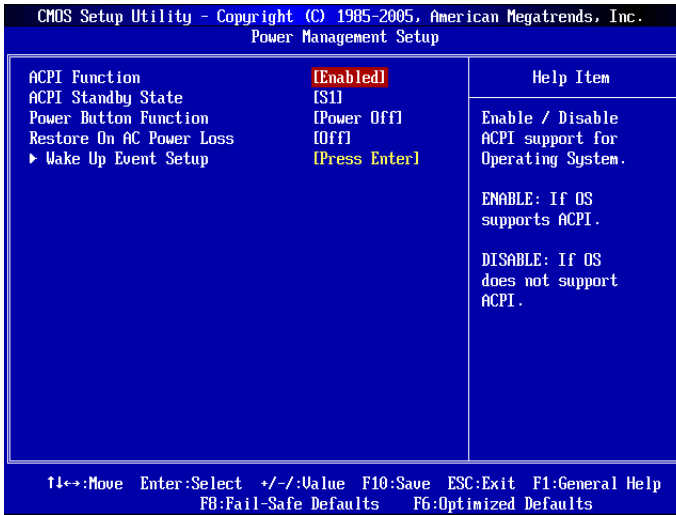 CMOS Setup Utility - Copyright (C) 1985-2005, American Megatrends, Inc.
Power Management Setup
ACPI Function [Enabled]
ACPI Standby State [S1]
Power Button Function [Power Off]
Restore On AC Power Loss [Off]
▶ Wake Up Event Setup [Press Enter]
Help Item
Enable / Disable
ACPI support for
Operating System.
ENABLE: If OS
supports ACPI.
DISABLE: If OS
does not support
ACPI.
↑↓←→:Move Enter:Select +/-/:Value F10:Save ESC:Exit F1:General Help
F8:Fail-Safe Defaults F6:Optimized Defaults